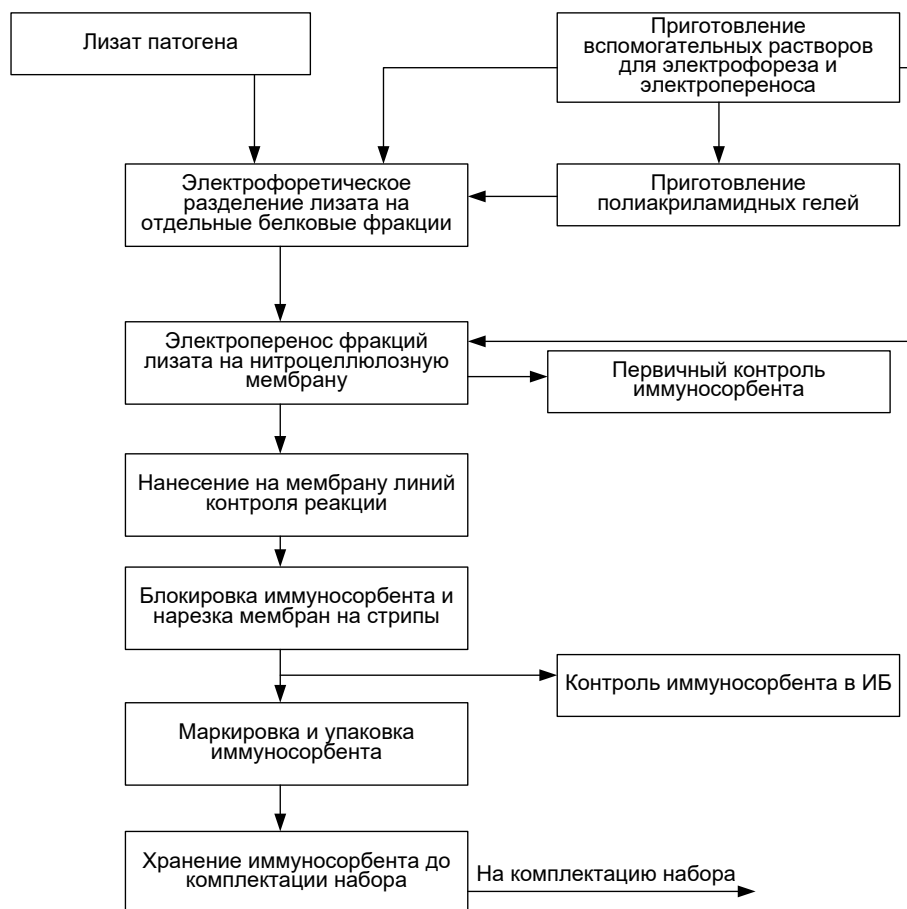 Лизат патогена
Приготовление
вспомогательных растворов
для электрофореза и
электропереноса
Электрофоретическое
разделение лизата на
отдельные белковые фракции
Приготовление
полиакриламидных гелей
Электроперенос фракций
лизата на нитроцеллюлозную
мембрану
Первичный контроль
иммуносорбента
Нанесение на мембрану линий
контроля реакции
Блокировка иммуносорбента и
нарезка мембран на стрипы
Контроль иммуносорбента в ИБ
Маркировка и упаковка
иммуносорбента
Хранение иммуносорбента до
комплектации набора
На комплектацию набора